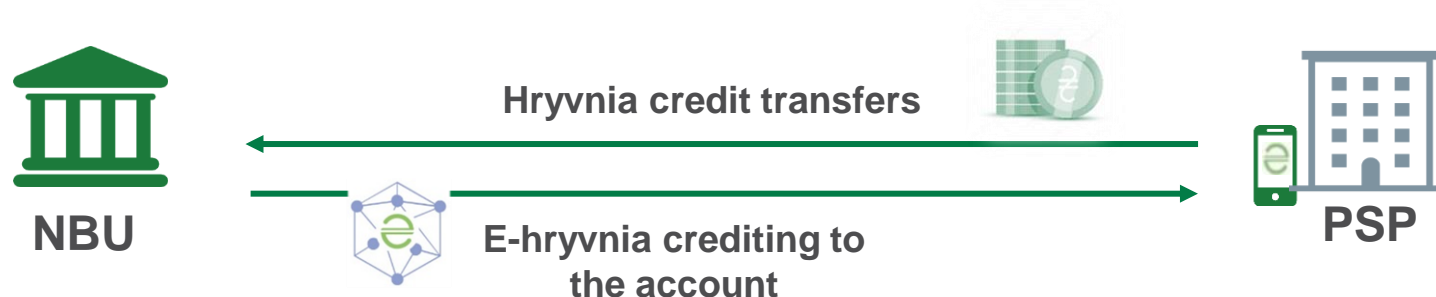 Hryvnia credit transfers
NBU
E-hryvnia crediting to
the account
PSP